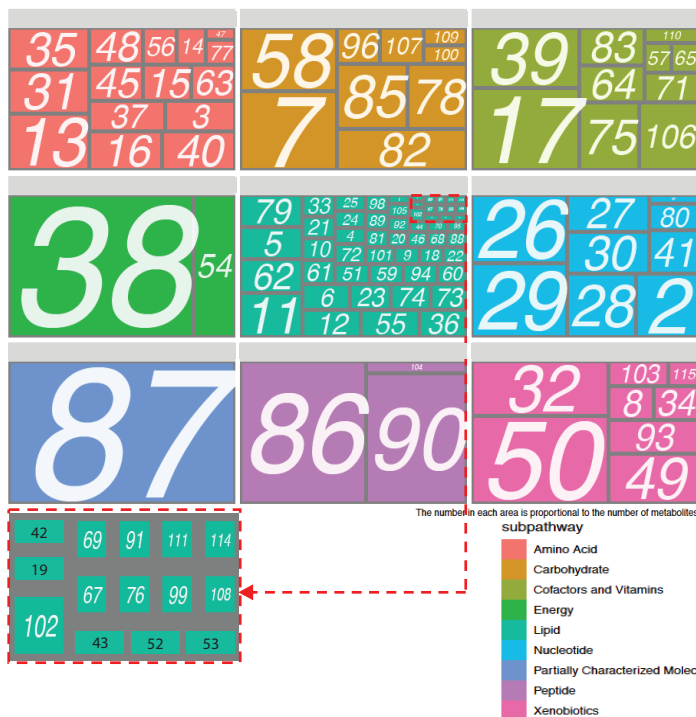 35 48 56 14 47
77
31 45 15 63
13 37 3
16 40
58 96 107 109
100
7 85 78
82
39 83 110
57 65
64 71
17 75 106
38 54
79 33 25 98
105
5 21 24 89 92 44 70 95
10 4 81 20 46 68 88
72 101 9 18 22
62 61 51 59 94 60
11 6 23 74 73
12 55 36
26 27 80
30 41
29 28 2
87
86 104
90
32 103 115
8 34
50 93
49
The number in each area is proportional to the number of metabolites
subpathway
Amino Acid
Carbohydrate
Cofactors and Vitamins
Energy
Lipid
Nucleotide
Partially Characterized Molec
Peptide
Xenobiotics
42 69 91 111 114
19
102 67 76 99 108
43 52 53